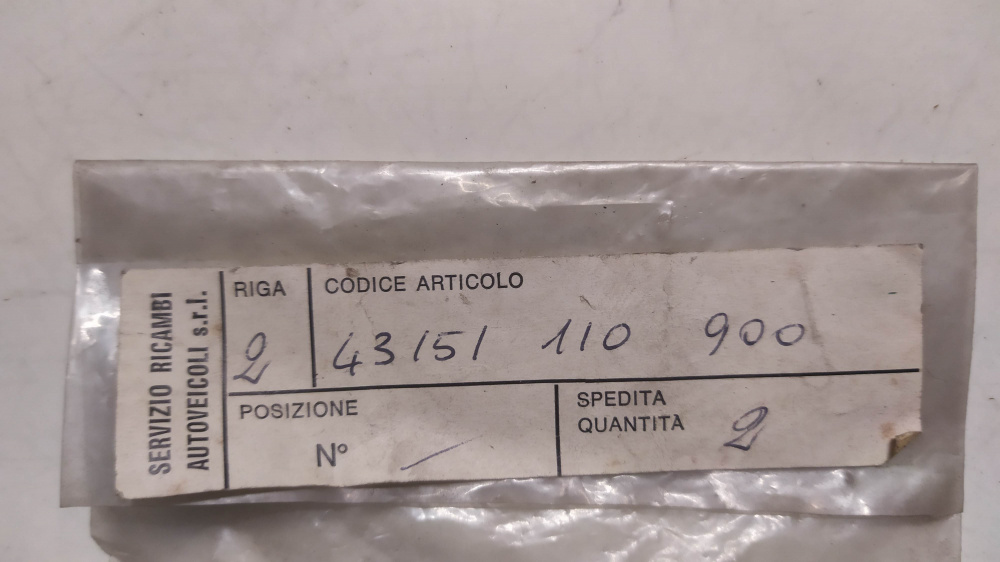 SERVIZIO RICAMBI
AUTOVEICOLI s.r.l.
RIGA
2
CODICE ARTICOLO
43151 110 900
POSIZIONE
N° /
SPEDITA
QUANTITÀ
2